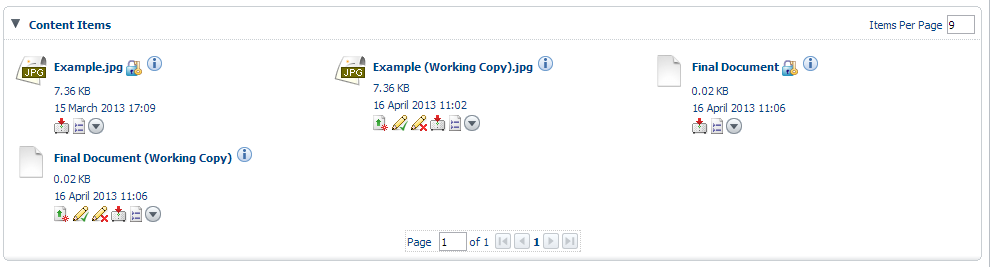 Content Items
Items Per Page 9
JPG
Example.jpg
7.36 KB
15 March 2013 17:09
JPG
Example (Working Copy).jpg
7.36 KB
16 April 2013 11:02
Final Document
0.02 KB
16 April 2013 11:06
Final Document (Working Copy)
0.02 KB
16 April 2013 11:06
Page 1 of 1 1